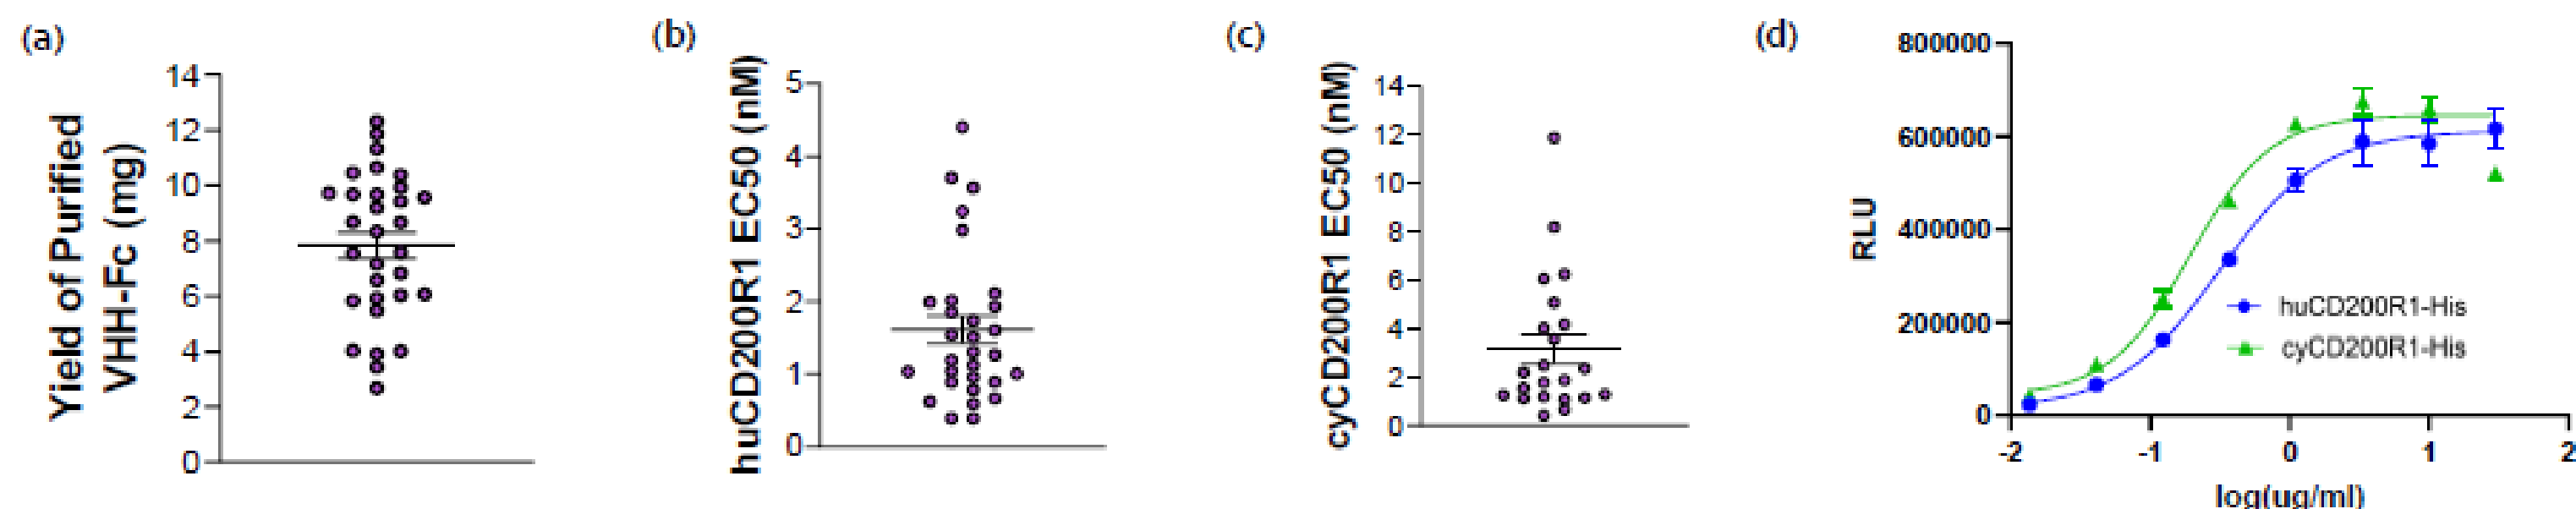 (a)
Yield of Purified
VHH-Fc (mg)
14
12
10
8
6
4
2
0
(b)
huCD200R1 EC50 (nM)
5
4
3
2
1
0
(c)
cyCD200R1 EC50 (nM)
14
12
10
8
6
4
2
0
(d)
RLU
800000
600000
400000
200000
0
huCD200R1-His
cyCD200R1-His
-2
-1
0
1
2
log(ug/ml)